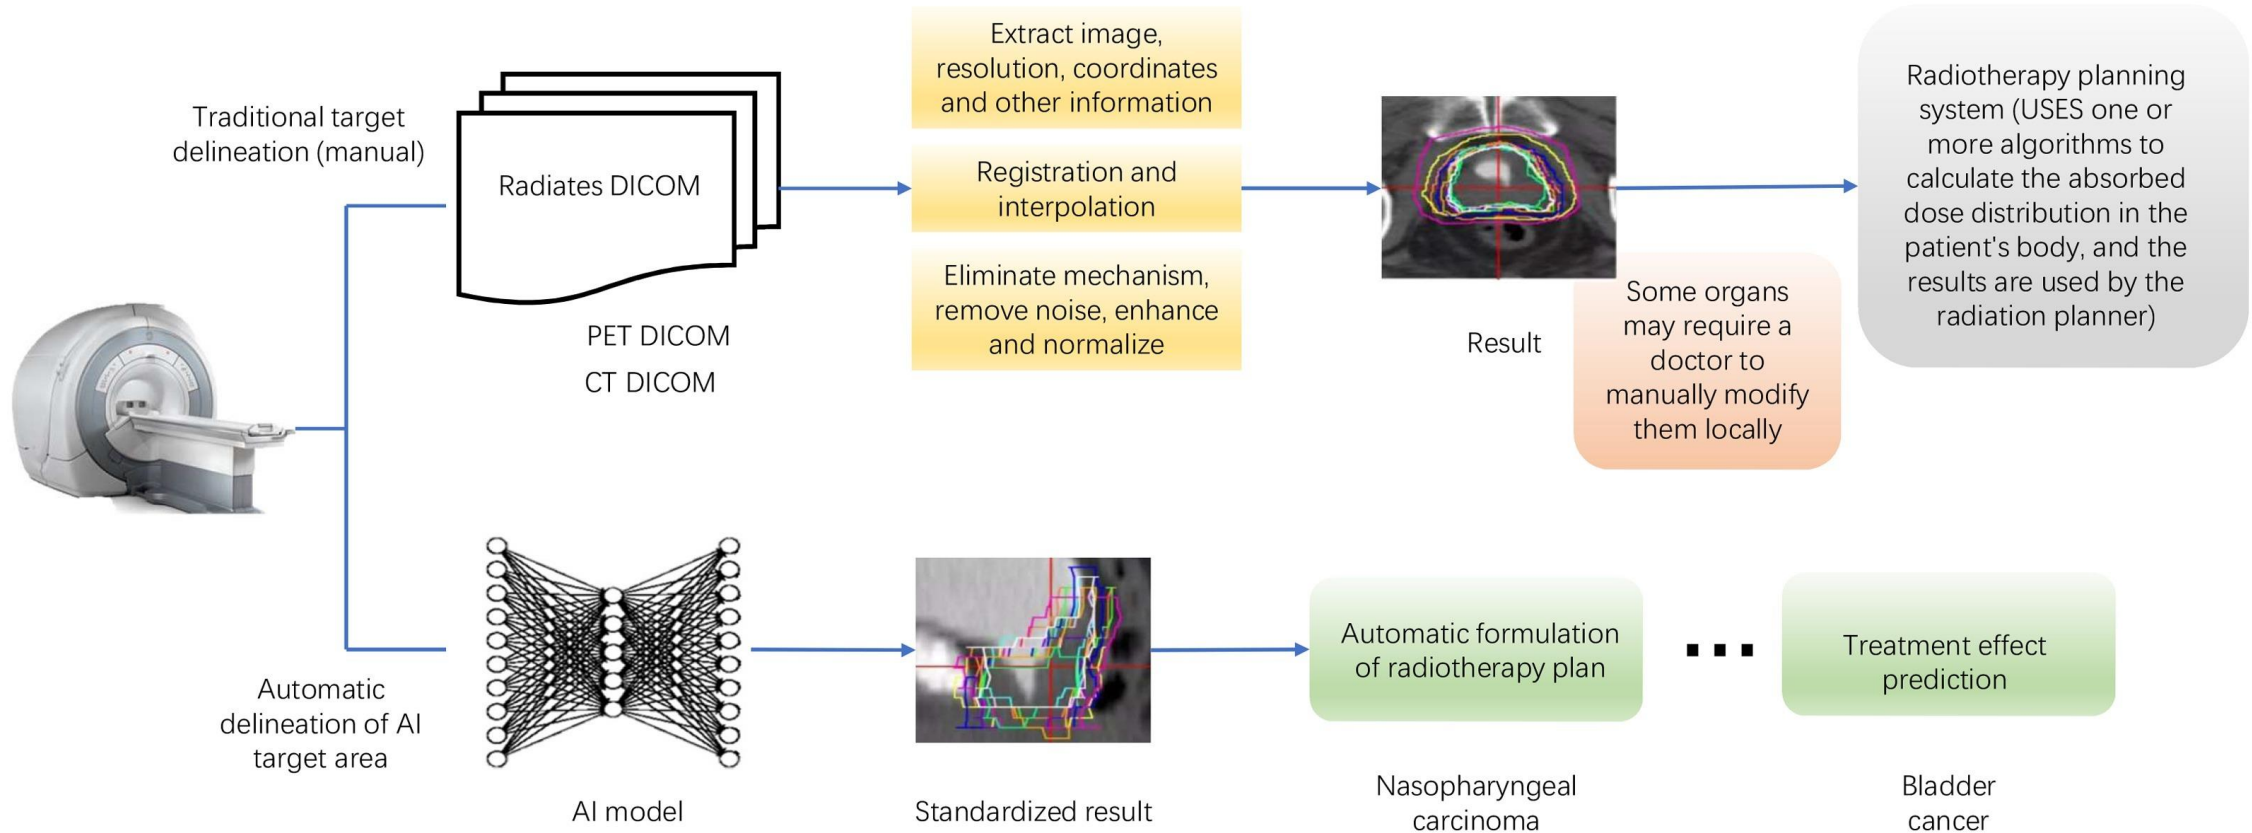 Traditional target
delineation (manual)
Radiates DICOM
PET DICOM
CT DICOM
Extract image,
resolution, coordinates
and other information
Registration and
interpolation
Eliminate mechanism,
remove noise, enhance
and normalize
Result
Some organs
may require a
doctor to
manually modify
them locally
Radiotherapy planning
system (USES one or
more algorithms to
calculate the absorbed
dose distribution in the
patient's body, and the
results are used by the
radiation planner)
Automatic
delineation of AI
target area
AI model
Standardized result
Automatic formulation
of radiotherapy plan
Nasopharyngeal
carcinoma
...
Treatment effect
prediction
Bladder
cancer